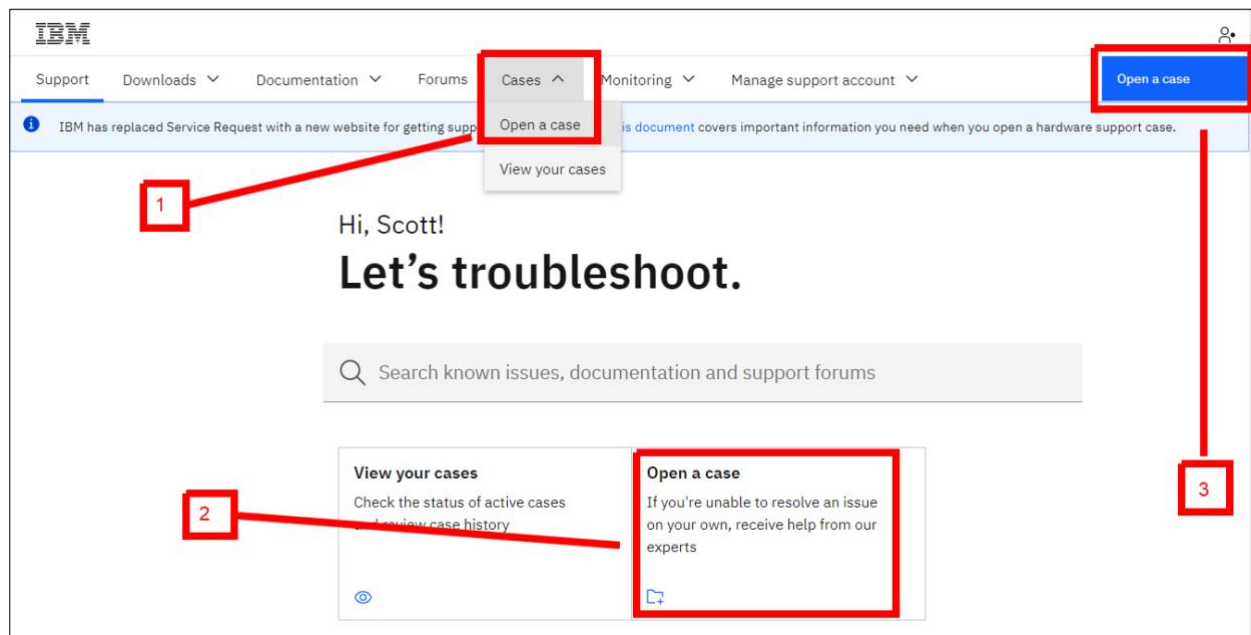 IBM
Support Downloads Documentation Forums Cases Monitoring Manage support account Open a case
IBM has replaced Service Request with a new website for getting supp
is document covers important information you need when you open a hardware support case.
Open a case
View your cases
1
Hi, Scott!
Let's troubleshoot.
Search known issues, documentation and support forums
View your cases
Check the status of active cases
and review case history
Open a case
If you're unable to resolve an issue
on your own, receive help from our
experts
2
3